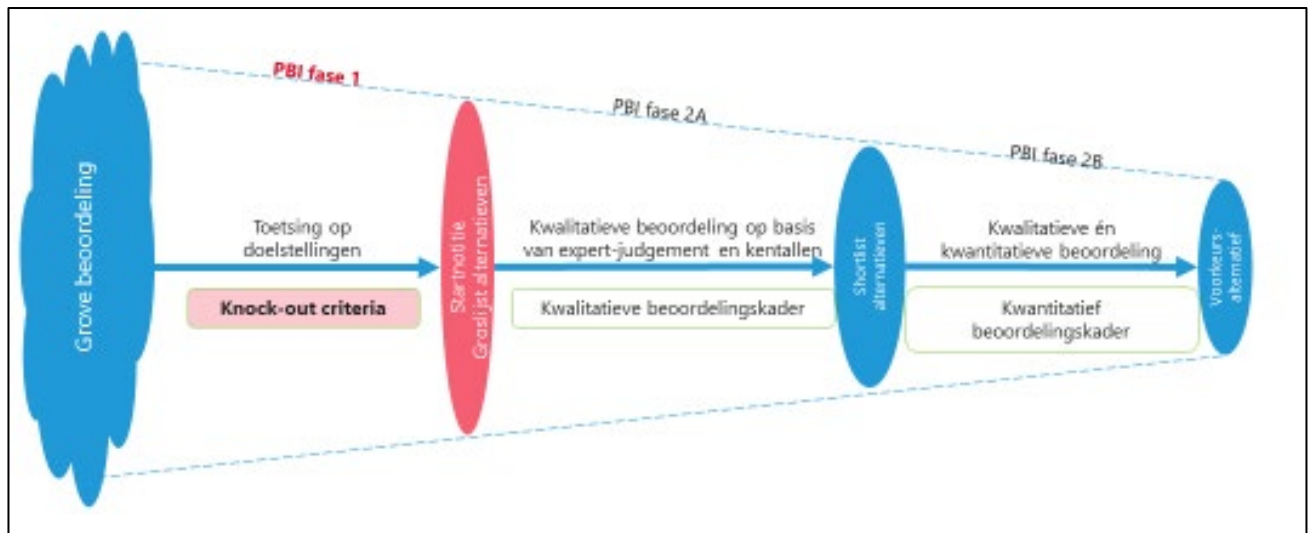 PBI fase 1
PBI fase 2A
PBI fase 2B
Grove beoordeling
Toetsing op
doelstellingen
Knock-out criteria
Startnotitie
Groslijst alternatieven
Kwalitatieve beoordeling op basis
van expert-judgement en kentallen
Kwalitatieve beoordelingskader
Shortlist
alternatieven
Kwalitatieve én
kwantitatieve beoordeling
Kwantitatief
beoordelingskader
Voorkeurs-
alternatief